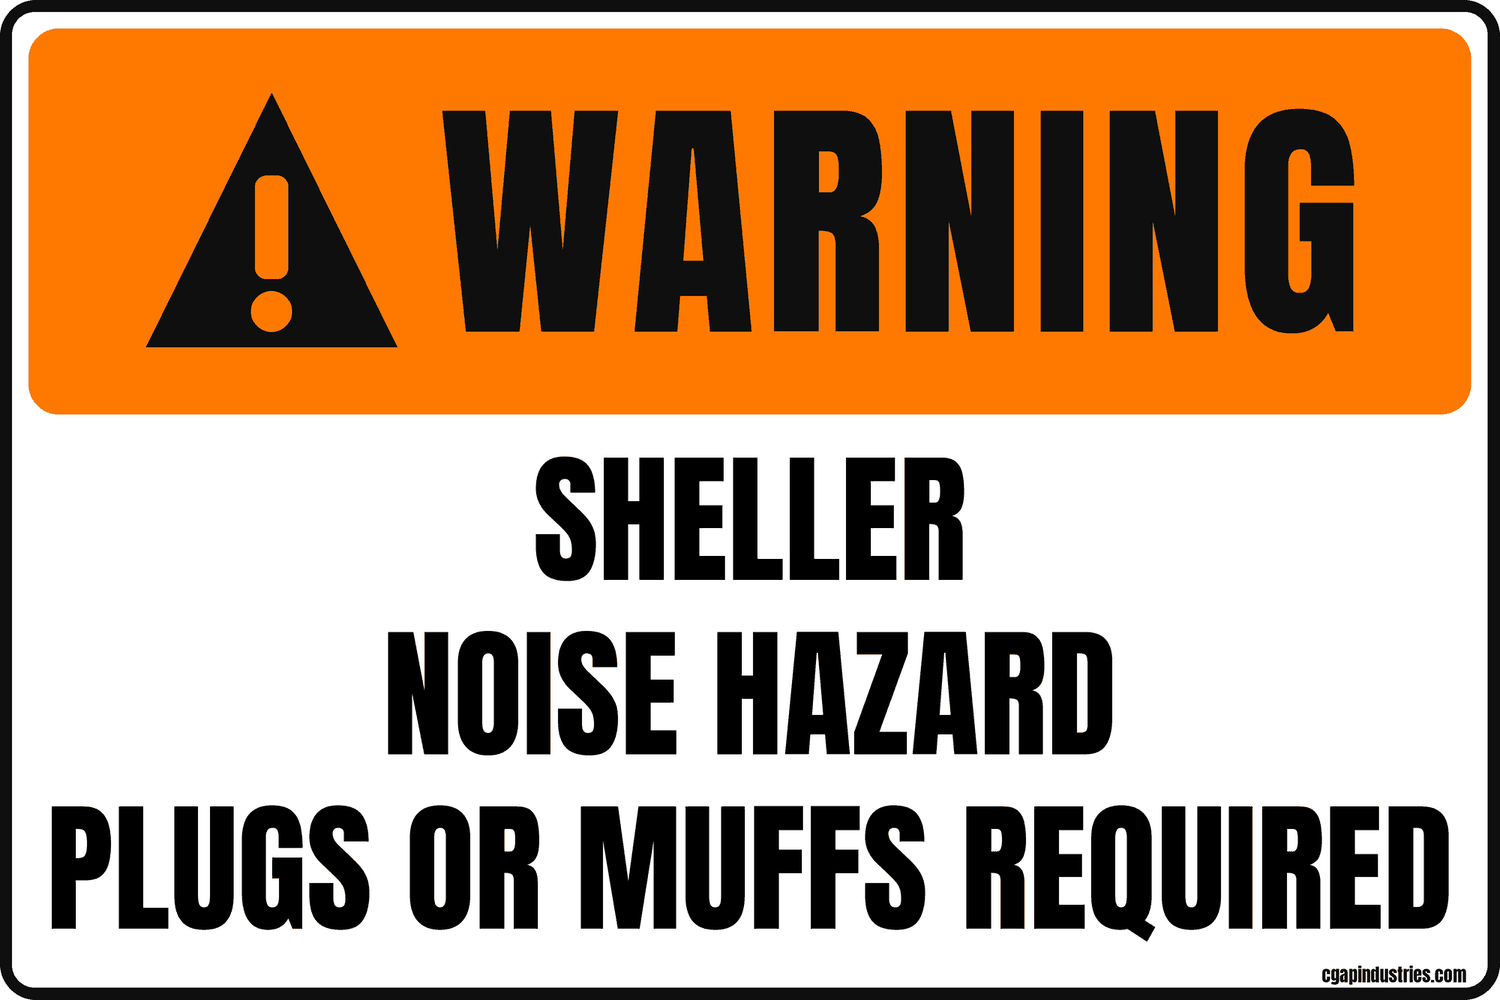 WARNING
SHELLER
NOISE HAZARD
PLUGS OR MUFFS REQUIRED
cgapindustries.com